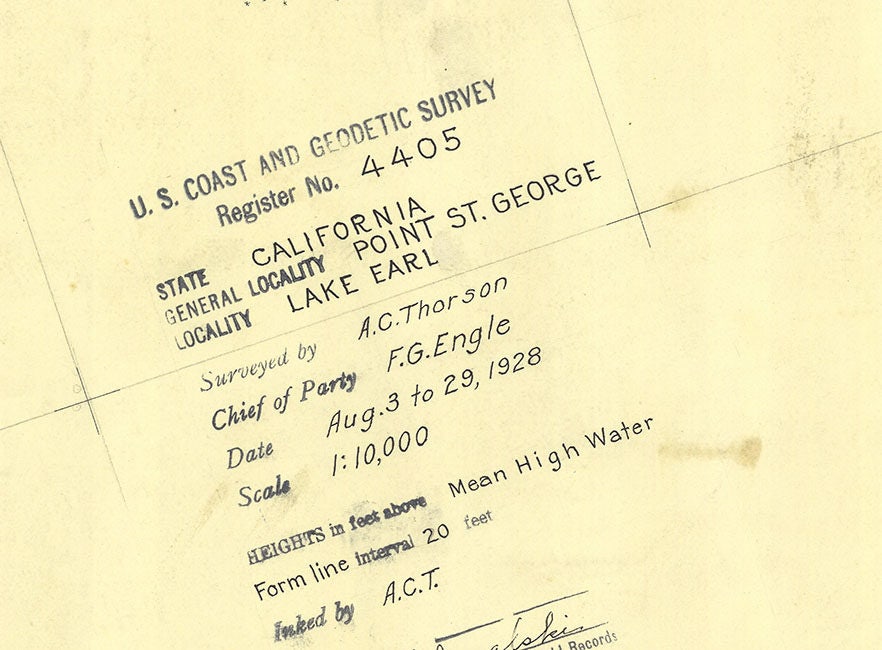 U. S. COAST AND GEODETIC SURVEY
Register No. 4405
STATE CALIFORNIA
GENERAL LOCALITY POINT ST. GEORGE
LOCALITY LAKE EARL
Surveyed by A.C.Thorson
Chief of Party F.G.Engle
Date Aug.3 to 29, 1928
Scale 1:10,000
HEIGHTS in feet above Mean High Water
Form line interval 20 feet
Inked by A.C.T.
Records